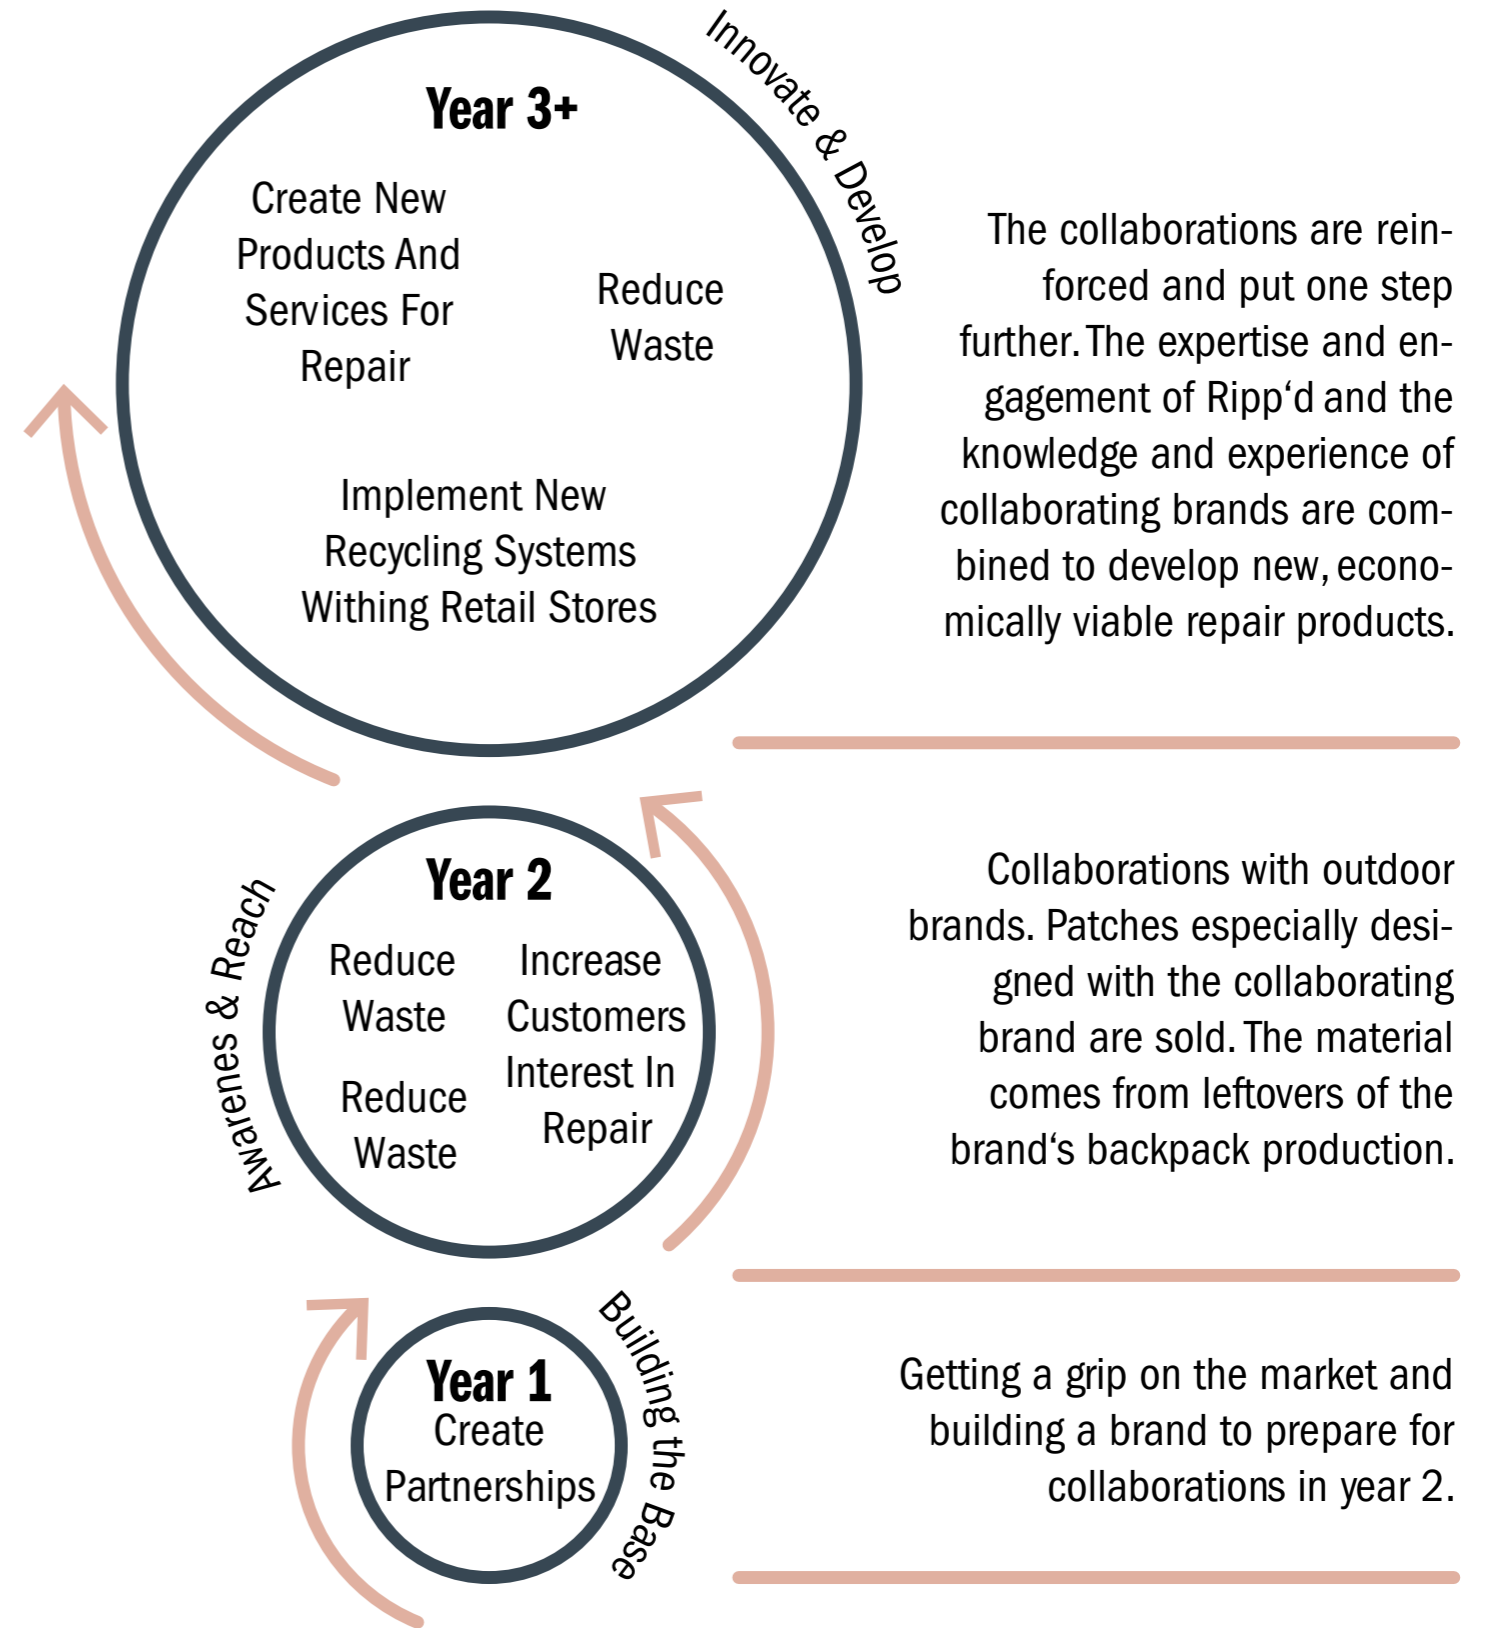 Innovate & Develop
Year 3+
Create New
Products And
Services For
Repair
Reduce
Waste
Implement New
Recycling Systems
Withing Retail Stores
The collaborations are rein-
forced and put one step
further. The expertise and en-
gagement of Ripp‘d and the
knowledge and experience of
collaborating brands are com-
bined to develop new, econo-
mically viable repair products.
Awarenes & Reach
Year 2
Reduce
Waste
Reduce
Waste
Increase
Customers
Interest In
Repair
Collaborations with outdoor
brands. Patches especially desi-
gned with the collaborating
brand are sold. The material
comes from leftovers of the
brand‘s backpack production.
Building the Base
Year 1
Create
Partnerships
Getting a grip on the market and
building a brand to prepare for
collaborations in year 2.